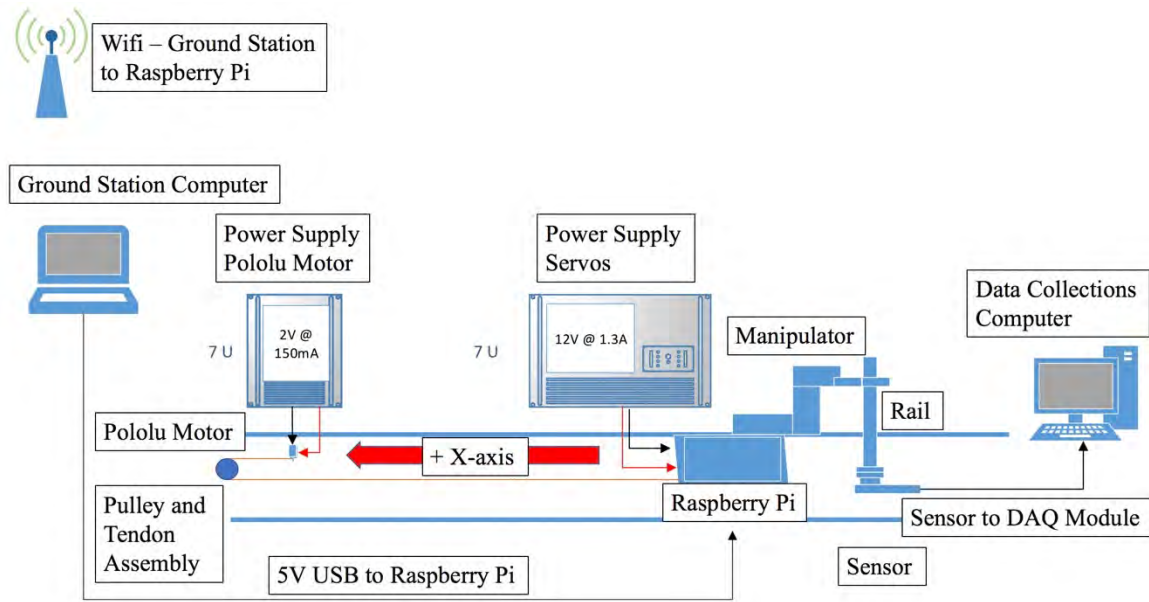 Wifi – Ground Station
to Raspberry Pi
Ground Station Computer
Power Supply
Pololu Motor
Power Supply
Servos
Data Collections
Computer
2V @
150mA
7 U
12V @ 1.3A
7 U
Manipulator
Rail
Pololu Motor
+ X-axis
Raspberry Pi
Pulley and
Tendon
Assembly
Sensor to DAQ Module
5V USB to Raspberry Pi
Sensor